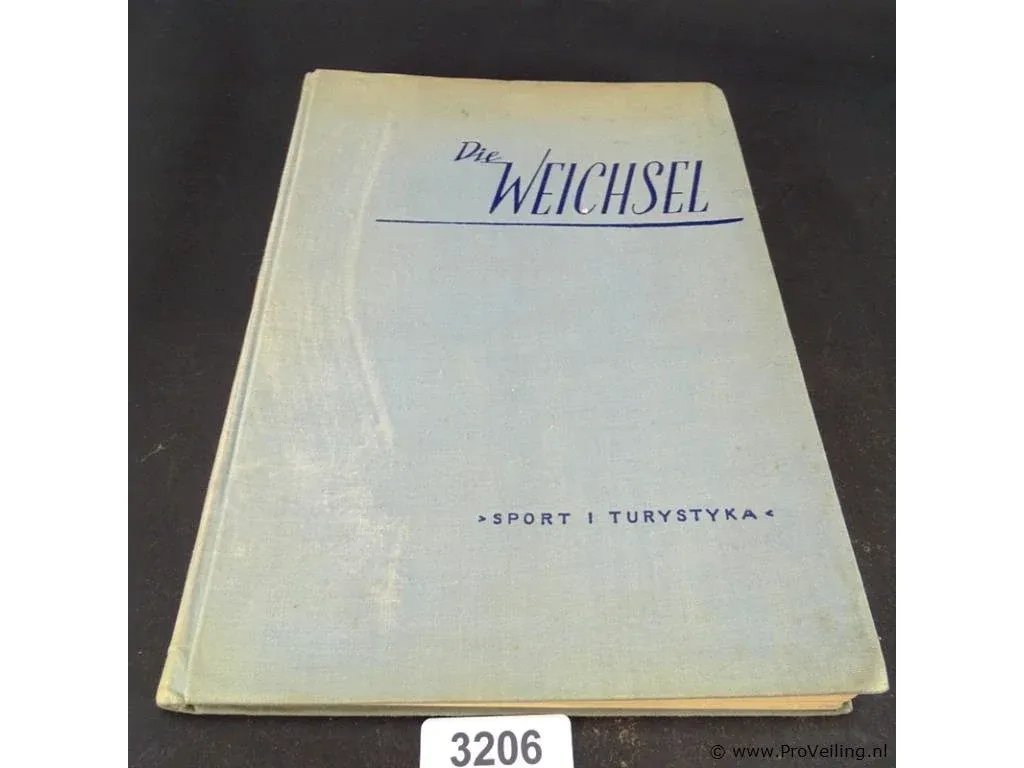 Die
WEICHSEL
>SPORT I TURYSTYKA<
3206
© www.ProVeiling.nl